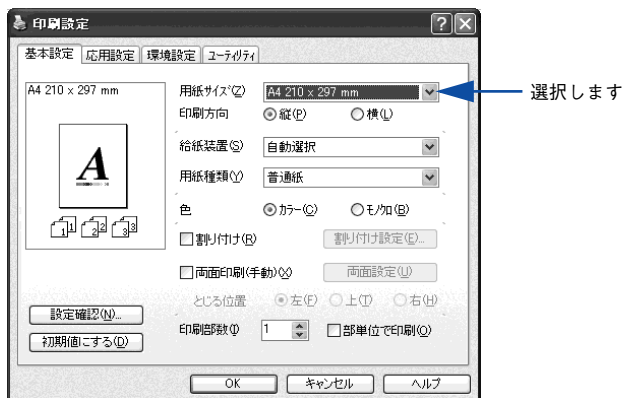 印刷設定
基本設定 応用設定 環境設定 ユーティリティ
A4 210 x 297 mm
A
1 1 2 2 3 3
設定確認(N)...
初期値にする(D)
用紙サイズ(Z) A4 210 x 297 mm
選択します
印刷方向 縦(P) 横(L)
給紙装置(S) 自動選択
用紙種類(Y) 普通紙
色 カラー(C) モノクロ(B)
割り付け(R) 割り付け設定(E)...
両面印刷(手動)(X) 両面設定(U)
とじる位置 左(F) 上(T) 右(H)
印刷部数(I) 1 部単位で印刷(O)
OK キャンセル ヘルプ